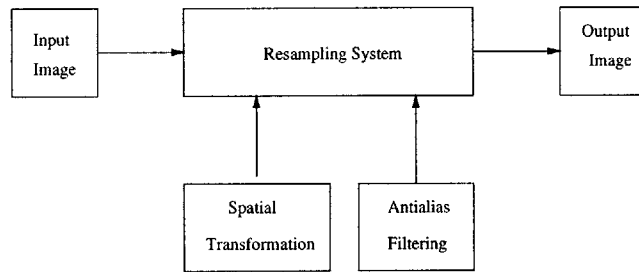 Input
Image
Resampling System
Output
Image
Spatial
Transformation
Antialias
Filtering